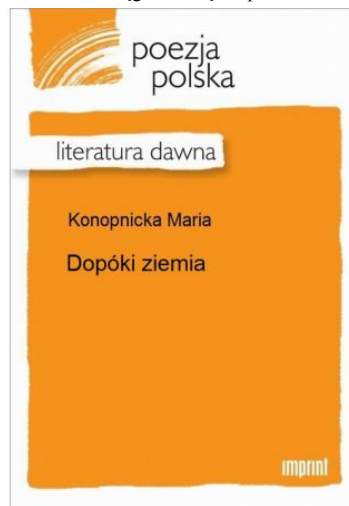 poezja
polska
literatura dawna
Konopnicka Maria
Dopóki ziemia
imprint